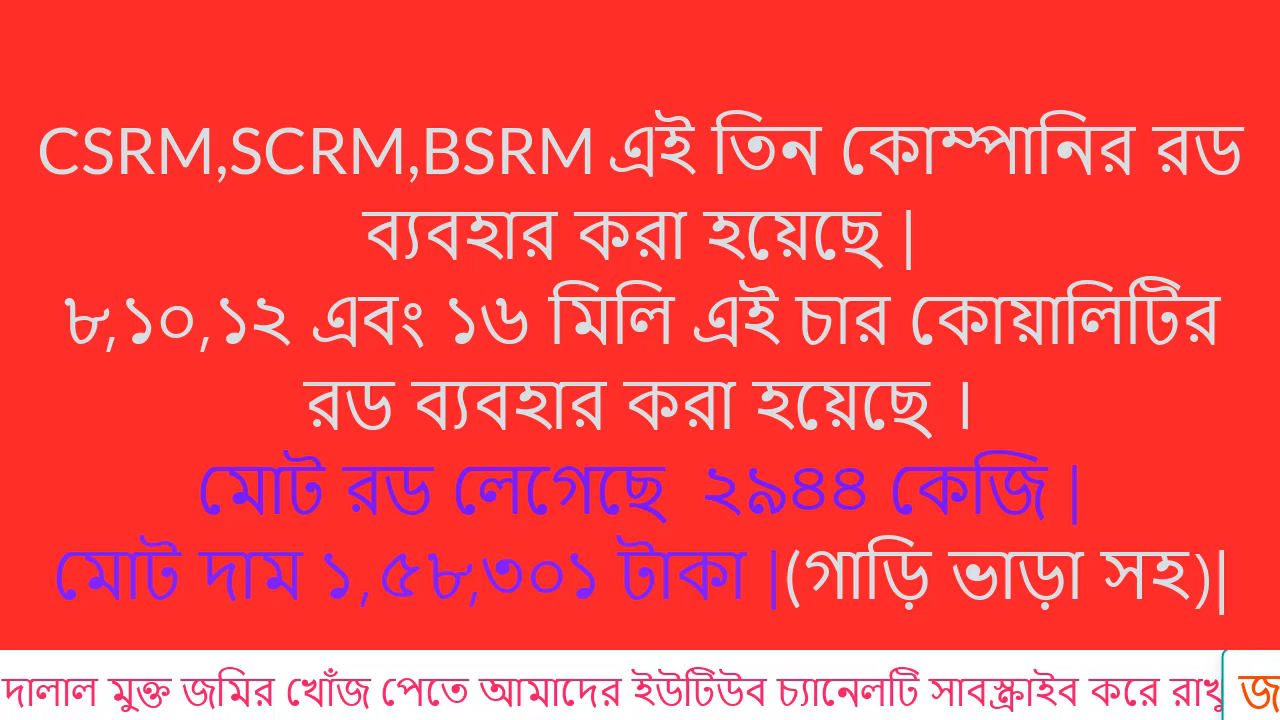 CSRM,SCRM,BSRM এই তিন কোম্পানির রড
ব্যবহার করা হয়েছে |
৮,১০,১২ এবং ১৬ মিলি এই চার কোয়ালিটির
রড ব্যবহার করা হয়েছে ।
মোট রড লেগেছে ২৯৪৪ কেজি |
মোট দাম ১,৫৮,৩০১ টাকা |(গাড়ি ভাড়া সহ)|
দালাল মুক্ত জমির খোঁজ পেতে আমাদের ইউটিউব চ্যানেলটি সাবস্ক্রাইব করে